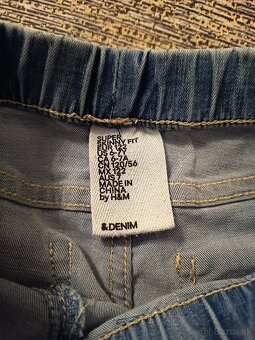 SUPER
SKINNY FIT
EUR 122
US 6-7Y
CA 6-7A
CN 120/56
MX 122
AUS 7
MADE IN
CHINA
by H&M
&DENIM